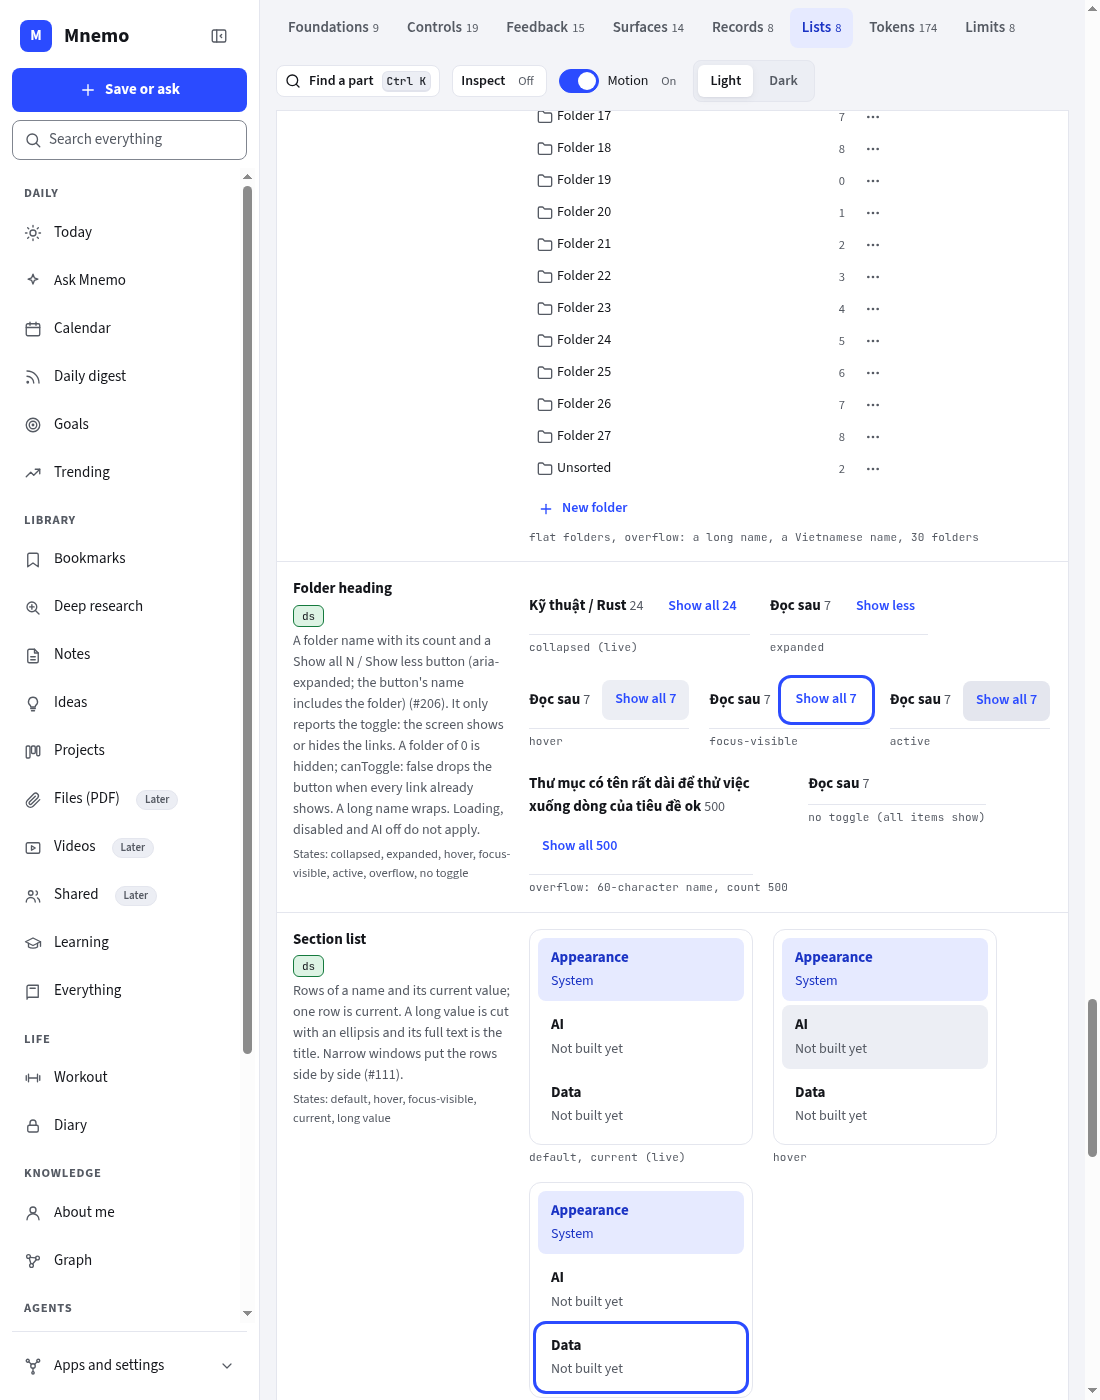 M Mnemo
Save or ask
Search everything
DAILY
Today
Ask Mnemo
Calendar
Daily digest
Goals
Trending
LIBRARY
Bookmarks
Deep research
Notes
Ideas
Projects
Files (PDF) Later
Videos Later
Shared Later
Learning
Everything
LIFE
Workout
Diary
KNOWLEDGE
About me
Graph
AGENTS
Apps and settings
Foundations 9 Controls 19 Feedback 15 Surfaces 14 Records 8 Lists 8 Tokens 174 Limits 8
Find a part Ctrl K Inspect Off Motion On Light Dark
Folder 17 7
Folder 18 8
Folder 19 0
Folder 20 1
Folder 21 2
Folder 22 3
Folder 23 4
Folder 24 5
Folder 25 6
Folder 26 7
Folder 27 8
Unsorted 2
New folder
flat folders, overflow: a long name, a Vietnamese name, 30 folders
Folder heading
ds
A folder name with its count and a
Show all N / Show less button (aria-
expanded; the button's name
includes the folder) (#206). It only
reports the toggle: the screen shows
or hides the links. A folder of 0 is
hidden; canToggle: false drops the
button when every link already
shows. A long name wraps. Loading,
disabled and AI off do not apply.
States: collapsed, expanded, hover, focus-
visible, active, overflow, no toggle
Kỹ thuật / Rust 24 Show all 24
collapsed (live)
Đọc sau 7 Show less
expanded
Đọc sau 7 Show all 7
hover
Đọc sau 7 Show all 7
focus-visible
Đọc sau 7 Show all 7
active
Thư mục có tên rất dài để thử việc
xuống dòng của tiêu đề ok 500
Show all 500
overflow: 60-character name, count 500
Đọc sau 7
no toggle (all items show)
Section list
ds
Rows of a name and its current value;
one row is current. A long value is cut
with an ellipsis and its full text is the
title. Narrow windows put the rows
side by side (#111).
States: default, hover, focus-visible,
current, long value
Appearance
System
AI
Not built yet
Data
Not built yet
default, current (live)
Appearance
System
AI
Not built yet
Data
Not built yet
hover
Appearance
System
AI
Not built yet
Data
Not built yet